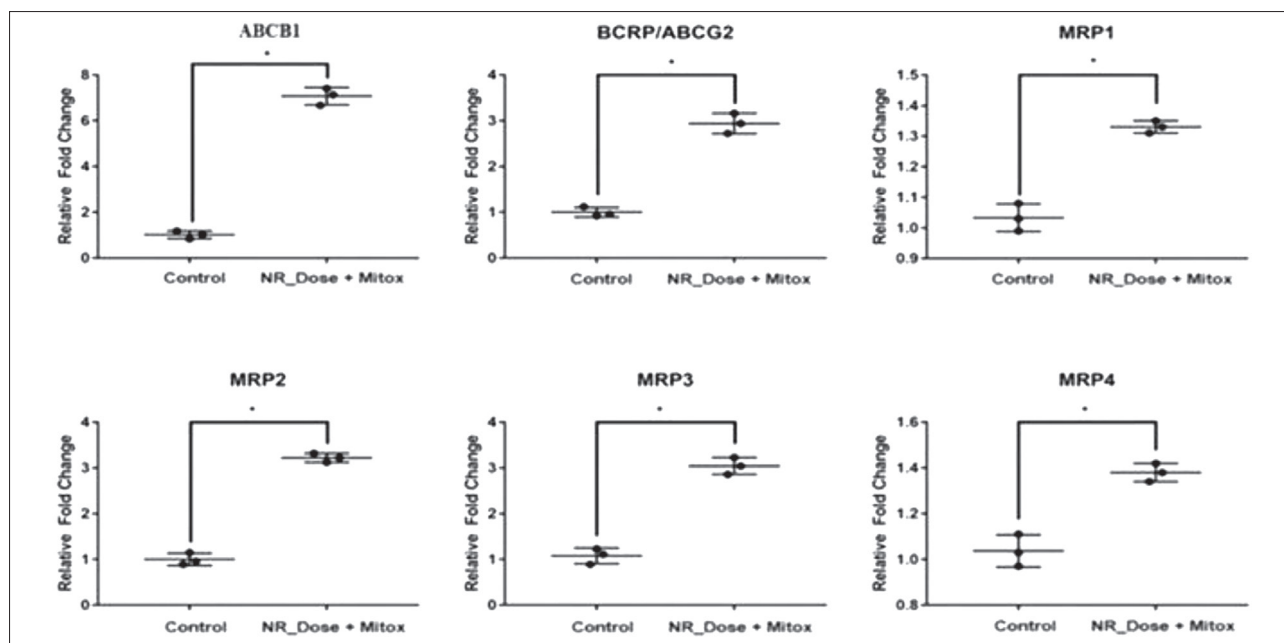 ABCB1
*
Relative Fold Change
8
6
4
2
0
Control
NR_Dose + Mitox
BCRP/ABCG2
*
Relative Fold Change
4
3
2
1
0
Control
NR_Dose + Mitox
MRP1
*
Relative Fold Change
1.5
1.4
1.3
1.2
1.1
1.0
0.9
Control
NR_Dose + Mitox
MRP2
*
Relative Fold Change
4
3
2
1
0
Control
NR_Dose + Mitox
MRP3
*
Relative Fold Change
4
3
2
1
0
Control
NR_Dose + Mitox
MRP4
*
Relative Fold Change
1.6
1.4
1.2
1.0
0.8
Control
NR_Dose + Mitox